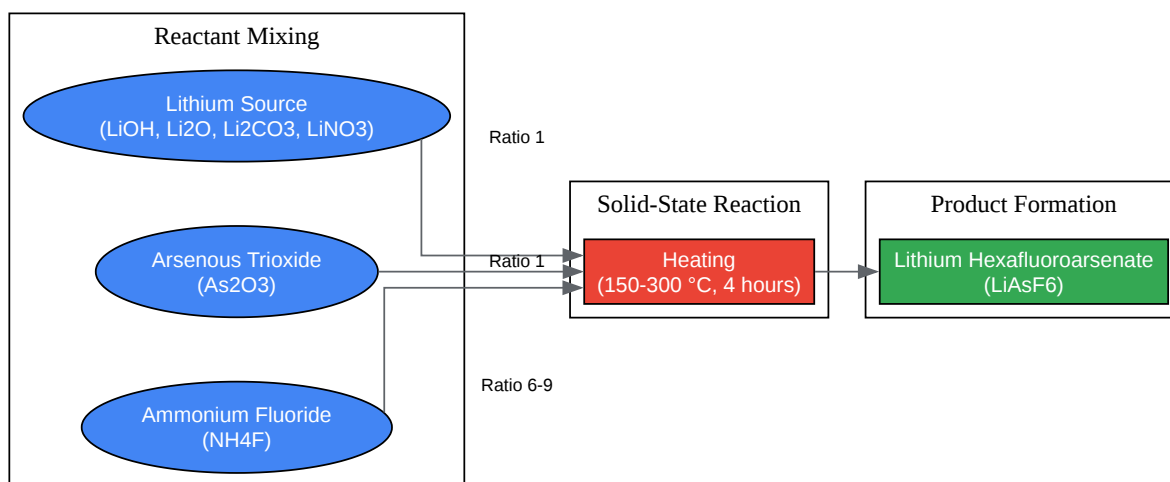 Reactant Mixing
Lithium Source
(LiOH, Li2O, Li2CO3, LiNO3)
Ratio 1
Arsenous Trioxide
(As2O3)
Ratio 1
Ammonium Fluoride
(NH4F)
Ratio 6-9
Solid-State Reaction
Heating
(150-300 °C, 4 hours)
Product Formation
Lithium Hexafluoroarsenate
(LiAsF6)